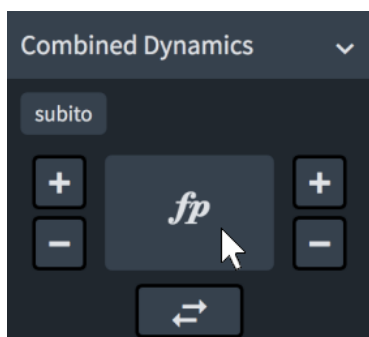 Combined Dynamics
subito
+ fp +
- -